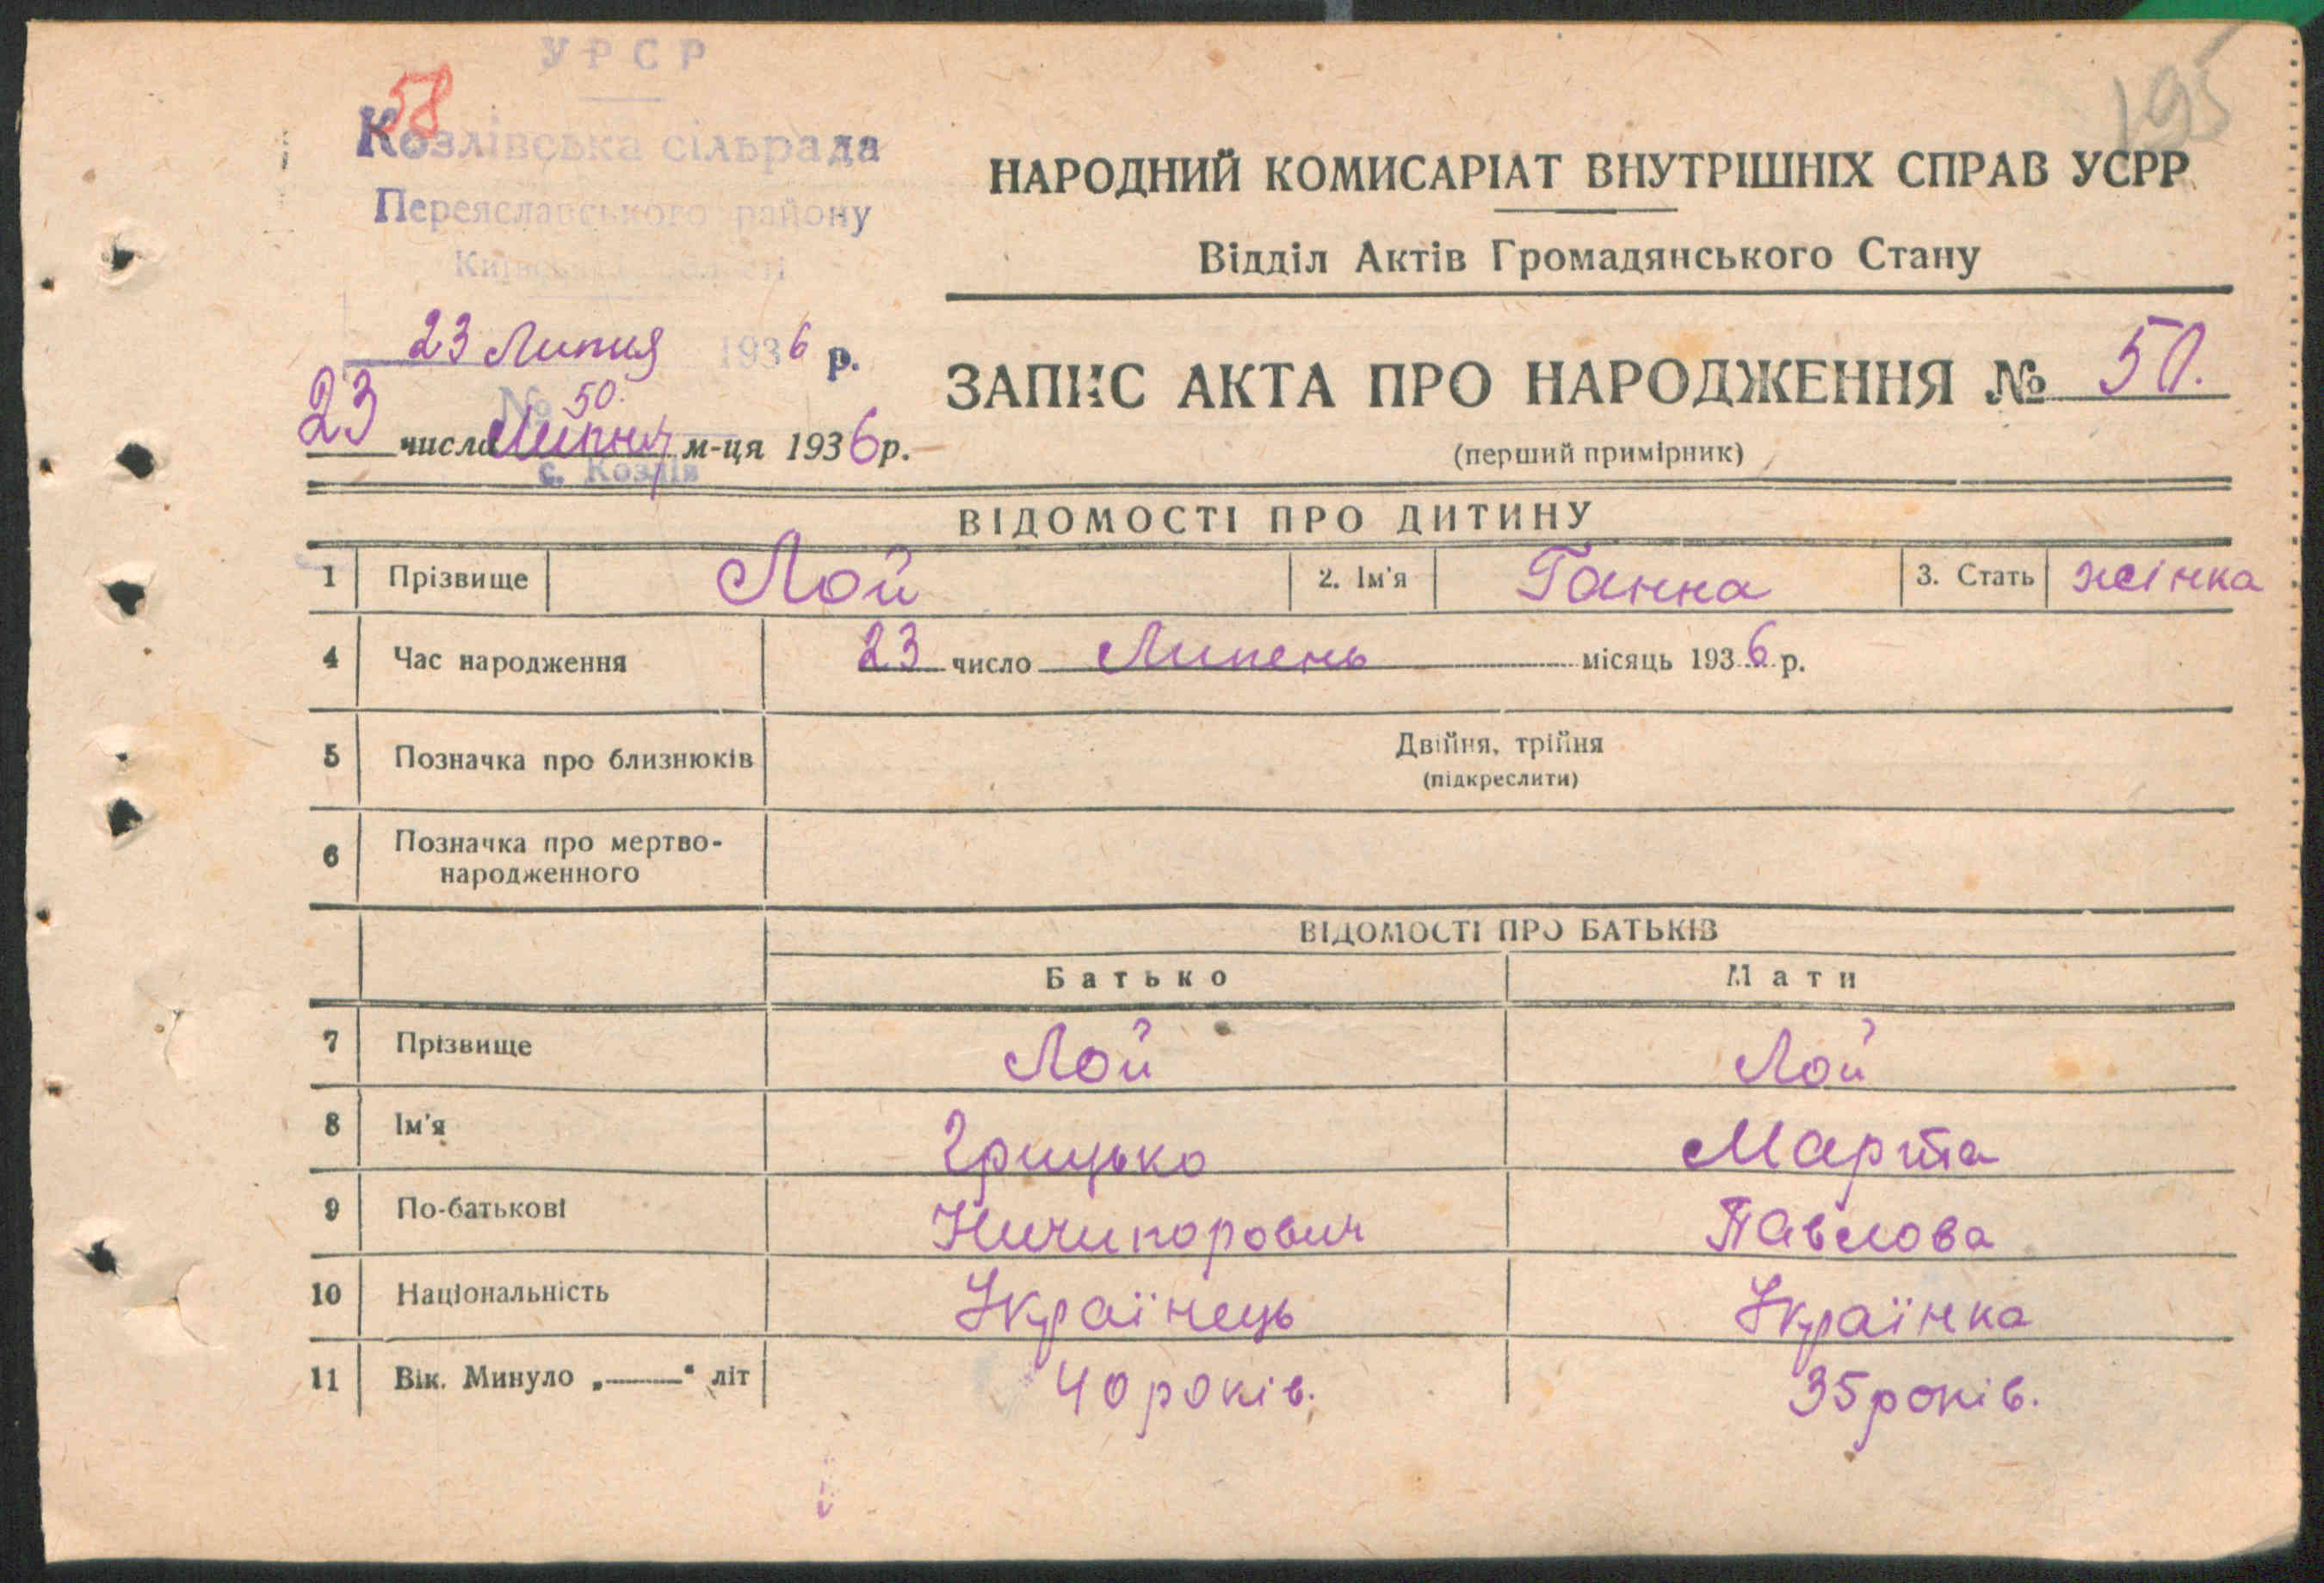 УРСР
58
195
Козлівська сільрада
Переяславського району
Київської області
НАРОДНИЙ КОМИСАРІАТ ВНУТРІШНІХ СПРАВ УСРР
Відділ Актів Громадянського Стану
23 Липня 1936 р.
№ 50.
23 числа Липня м-ця 1936 р.
с. Козлів
ЗАПИС АКТА ПРО НАРОДЖЕННЯ № 50.
(перший примірник)
ВІДОМОСТІ ПРО ДИТИНУ
1 Прізвище Лой 2. Ім'я Ганна 3. Стать жінка
4 Час народження 23 число Липень місяць 1936 р.
5 Позначка про близнюків Двійня, трійня
(підкреслити)
6 Позначка про мертво-
народженного
ВІДОМОСТІ ПРО БАТЬКІВ
Батько Мати
7 Прізвище Лой Лой
8 Ім'я Грицько Марта
9 По-батькові Ничипорович Павлова
10 Національність Українець Українка
11 Вік. Минуло „——“ літ 40 років. 35 років.